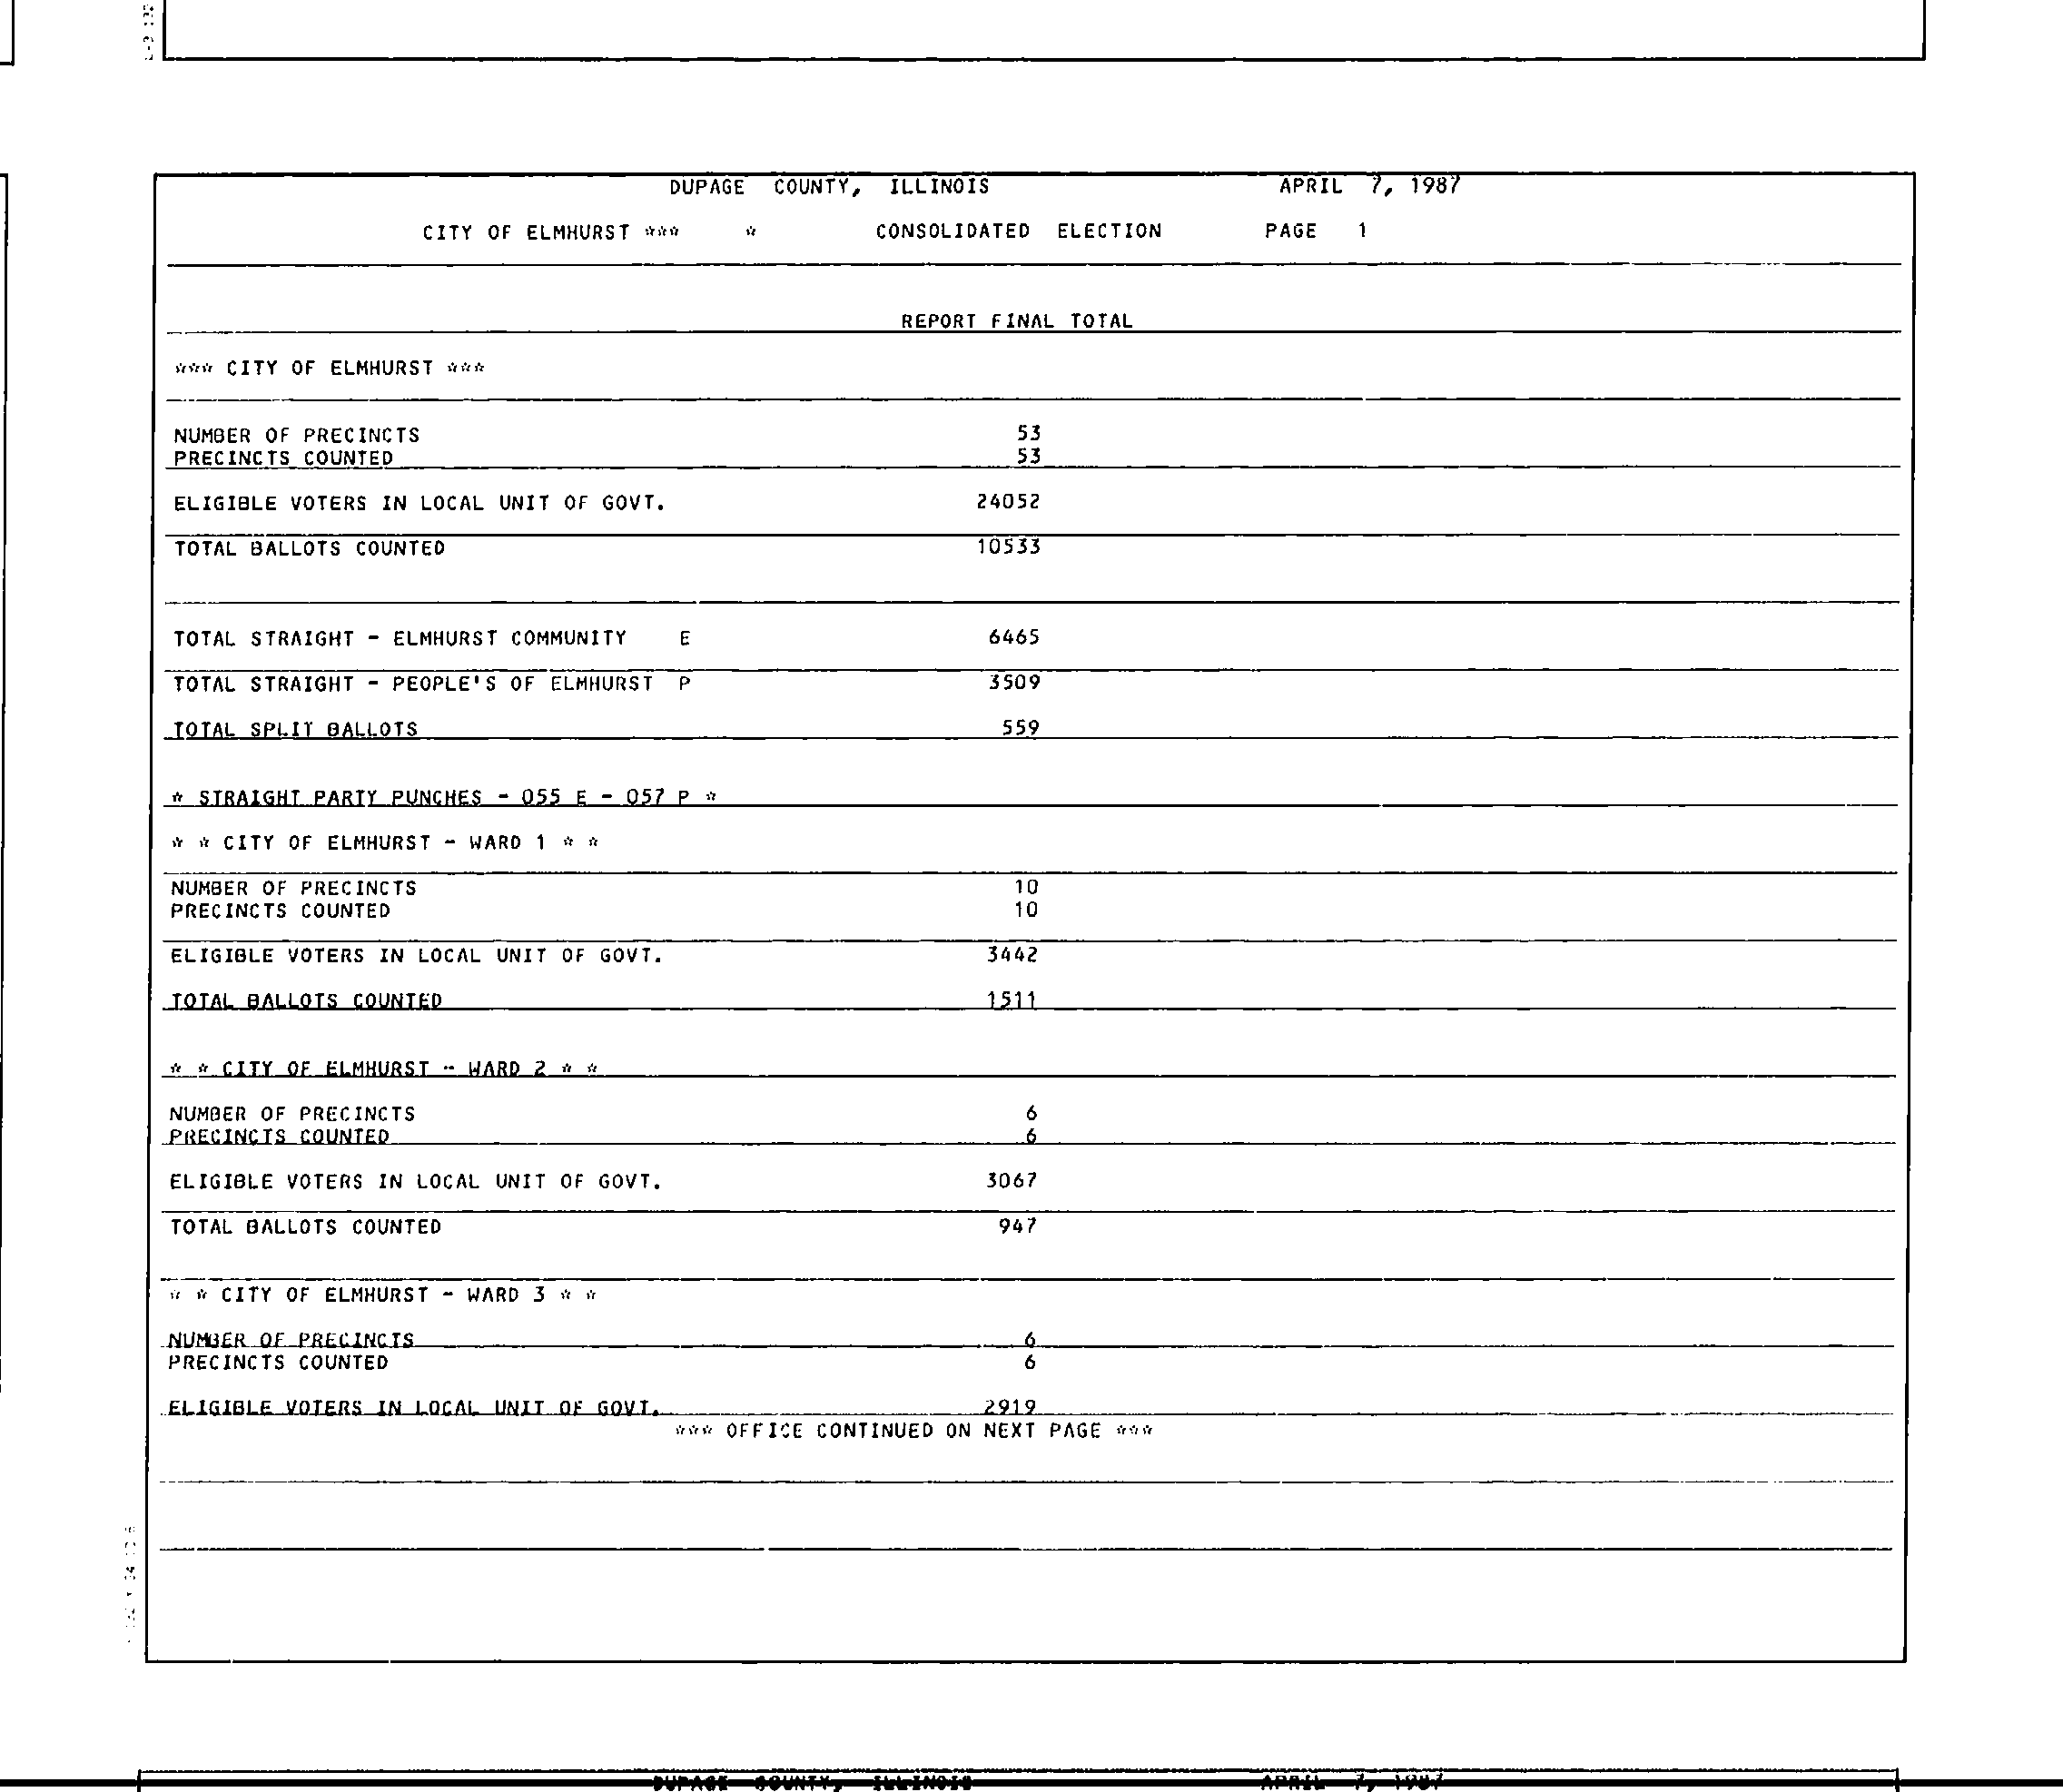 DUPAGE COUNTY, ILLINOIS APRIL 7, 1987
CITY OF ELMHURST *** * CONSOLIDATED ELECTION PAGE 1
REPORT FINAL TOTAL
*** CITY OF ELMHURST ***
NUMBER OF PRECINCTS 53
PRECINCTS COUNTED 53
ELIGIBLE VOTERS IN LOCAL UNIT OF GOVT. 24052
TOTAL BALLOTS COUNTED 10533
TOTAL STRAIGHT - ELMHURST COMMUNITY E 6465
TOTAL STRAIGHT - PEOPLE'S OF ELMHURST P 3509
TOTAL SPLIT BALLOTS 559
* STRAIGHT PARTY PUNCHES - 055 E - 057 P *
* * CITY OF ELMHURST - WARD 1 * *
NUMBER OF PRECINCTS 10
PRECINCTS COUNTED 10
ELIGIBLE VOTERS IN LOCAL UNIT OF GOVT. 3442
TOTAL BALLOTS COUNTED 1511
* * CITY OF ELMHURST - WARD 2 * *
NUMBER OF PRECINCTS 6
PRECINCTS COUNTED 6
ELIGIBLE VOTERS IN LOCAL UNIT OF GOVT. 3067
TOTAL BALLOTS COUNTED 947
* * CITY OF ELMHURST - WARD 3 * *
NUMBER OF PRECINCTS 6
PRECINCTS COUNTED 6
ELIGIBLE VOTERS IN LOCAL UNIT OF GOVT. 2919
*** OFFICE CONTINUED ON NEXT PAGE ***
DUPAGE COUNTY, ILLINOIS APRIL 7, 1987